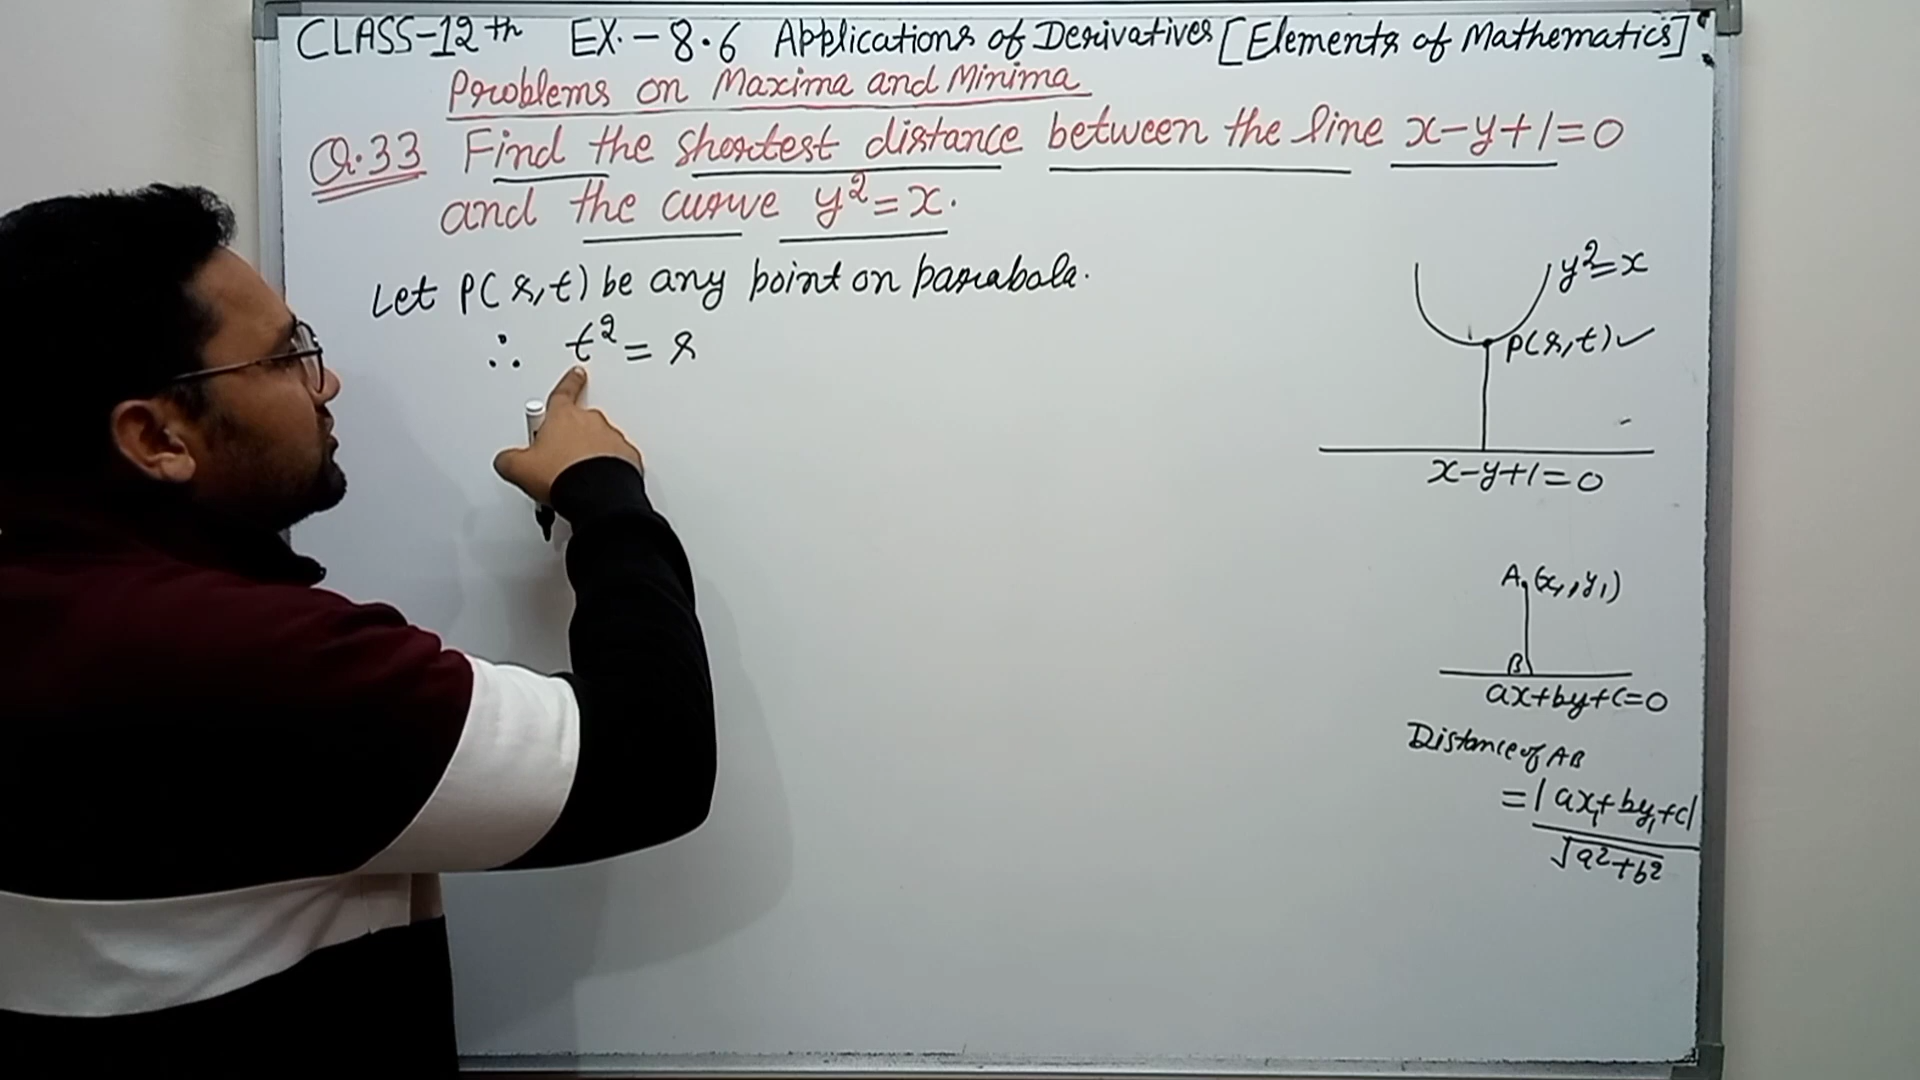 CLASS-12th EX.-8.6 Applications of Derivatives [Elements of Mathematics]
Problems on Maxima and Minima
Q.33 Find the shortest distance between the line x-y+1=0
and the curve y²=x.
Let P(s,t) be any point on parabola.
∴ t²=s
y²=x
P(s,t)✓
x-y+1=0
A(x₁,y₁)
B
ax+by+c=0
Distance of AB
=|ax₁+by₁+c|
√a²+b²